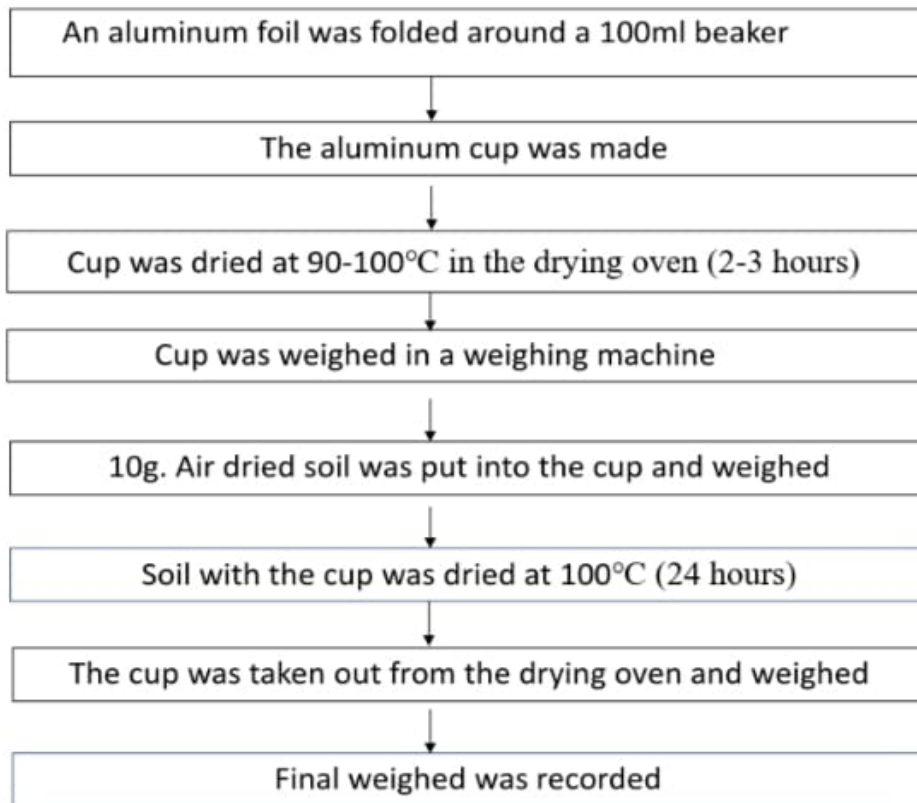 An aluminum foil was folded around a 100ml beaker
The aluminum cup was made
Cup was dried at 90-100°C in the drying oven (2-3 hours)
Cup was weighed in a weighing machine
10g. Air dried soil was put into the cup and weighed
Soil with the cup was dried at 100°C (24 hours)
The cup was taken out from the drying oven and weighed
Final weighed was recorded